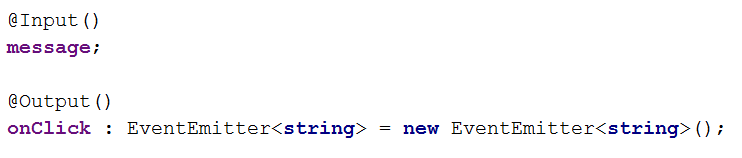 @Input()
message;
@Output()
onClick : EventEmitter<string> = new EventEmitter<string>();